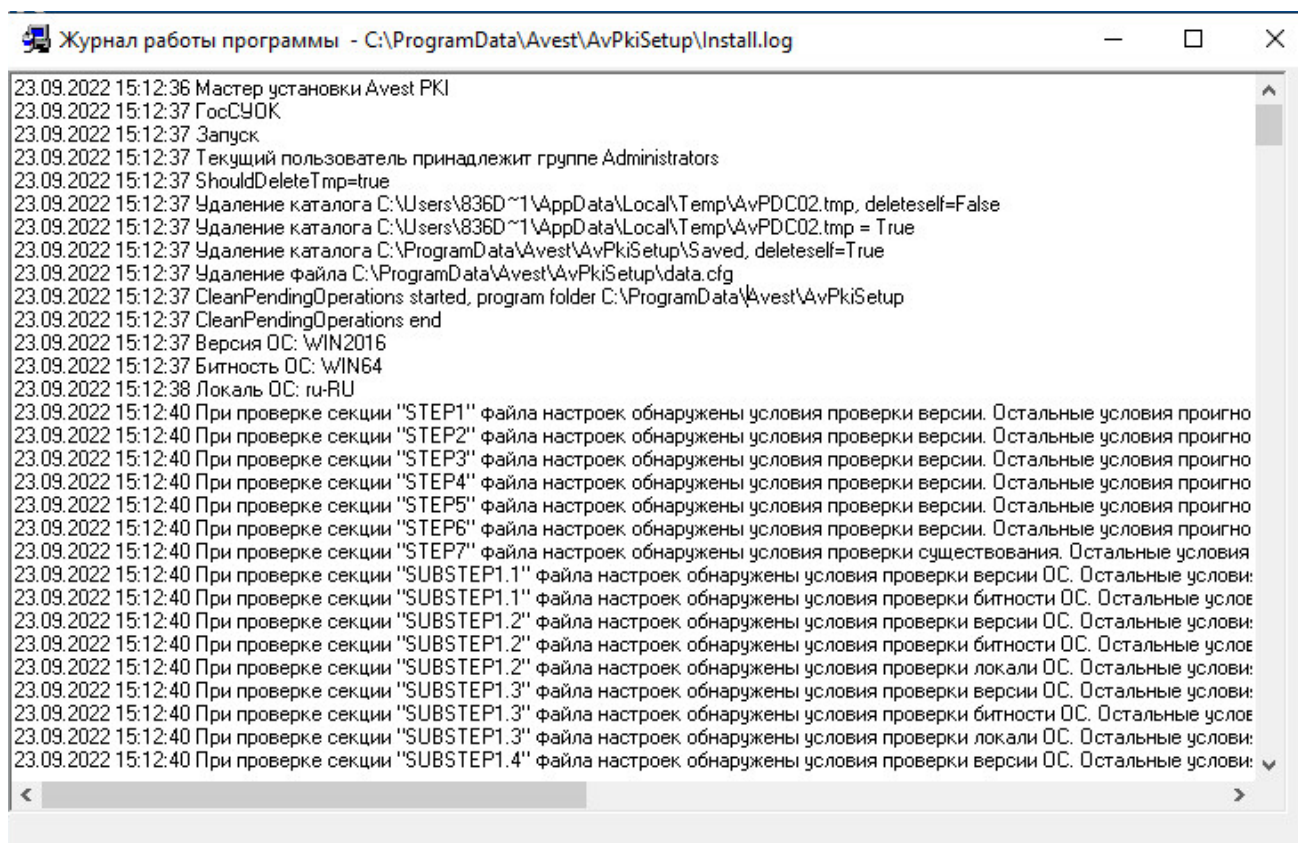 Журнал работы программы - C:\ProgramData\Avest\AvPkiSetup\Install.log
23.09.2022 15:12:36 Мастер установки Avest PKI
23.09.2022 15:12:37 ГосСУОК
23.09.2022 15:12:37 Запуск
23.09.2022 15:12:37 Текущий пользователь принадлежит группе Administrators
23.09.2022 15:12:37 ShouldDeleteTmp=true
23.09.2022 15:12:37 Удаление каталога C:\Users\836D~1\AppData\Local\Temp\AvPDC02.tmp, deleteself=False
23.09.2022 15:12:37 Удаление каталога C:\Users\836D~1\AppData\Local\Temp\AvPDC02.tmp = True
23.09.2022 15:12:37 Удаление каталога C:\ProgramData\Avest\AvPkiSetup\Saved, deleteself=True
23.09.2022 15:12:37 Удаление файла C:\ProgramData\Avest\AvPkiSetup\data.cfg
23.09.2022 15:12:37 CleanPendingOperations started, program folder C:\ProgramData\Avest\AvPkiSetup
23.09.2022 15:12:37 CleanPendingOperations end
23.09.2022 15:12:37 Версия ОС: WIN2016
23.09.2022 15:12:37 Битность ОС: WIN64
23.09.2022 15:12:38 Локаль ОС: ru-RU
23.09.2022 15:12:40 При проверке секции "STEP1" файла настроек обнаружены условия проверки версии. Остальные условия проигно
23.09.2022 15:12:40 При проверке секции "STEP2" файла настроек обнаружены условия проверки версии. Остальные условия проигно
23.09.2022 15:12:40 При проверке секции "STEP3" файла настроек обнаружены условия проверки версии. Остальные условия проигно
23.09.2022 15:12:40 При проверке секции "STEP4" файла настроек обнаружены условия проверки версии. Остальные условия проигно
23.09.2022 15:12:40 При проверке секции "STEP5" файла настроек обнаружены условия проверки версии. Остальные условия проигно
23.09.2022 15:12:40 При проверке секции "STEP6" файла настроек обнаружены условия проверки версии. Остальные условия проигно
23.09.2022 15:12:40 При проверке секции "STEP7" файла настроек обнаружены условия проверки существования. Остальные условия
23.09.2022 15:12:40 При проверке секции "SUBSTEP1.1" файла настроек обнаружены условия проверки версии ОС. Остальные услови
23.09.2022 15:12:40 При проверке секции "SUBSTEP1.1" файла настроек обнаружены условия проверки битности ОС. Остальные услов
23.09.2022 15:12:40 При проверке секции "SUBSTEP1.2" файла настроек обнаружены условия проверки версии ОС. Остальные услови
23.09.2022 15:12:40 При проверке секции "SUBSTEP1.2" файла настроек обнаружены условия проверки битности ОС. Остальные услов
23.09.2022 15:12:40 При проверке секции "SUBSTEP1.2" файла настроек обнаружены условия проверки локали ОС. Остальные услови
23.09.2022 15:12:40 При проверке секции "SUBSTEP1.3" файла настроек обнаружены условия проверки версии ОС. Остальные услови
23.09.2022 15:12:40 При проверке секции "SUBSTEP1.3" файла настроек обнаружены условия проверки битности ОС. Остальные услов
23.09.2022 15:12:40 При проверке секции "SUBSTEP1.3" файла настроек обнаружены условия проверки локали ОС. Остальные услови
23.09.2022 15:12:40 При проверке секции "SUBSTEP1.4" файла настроек обнаружены условия проверки версии ОС. Остальные услови